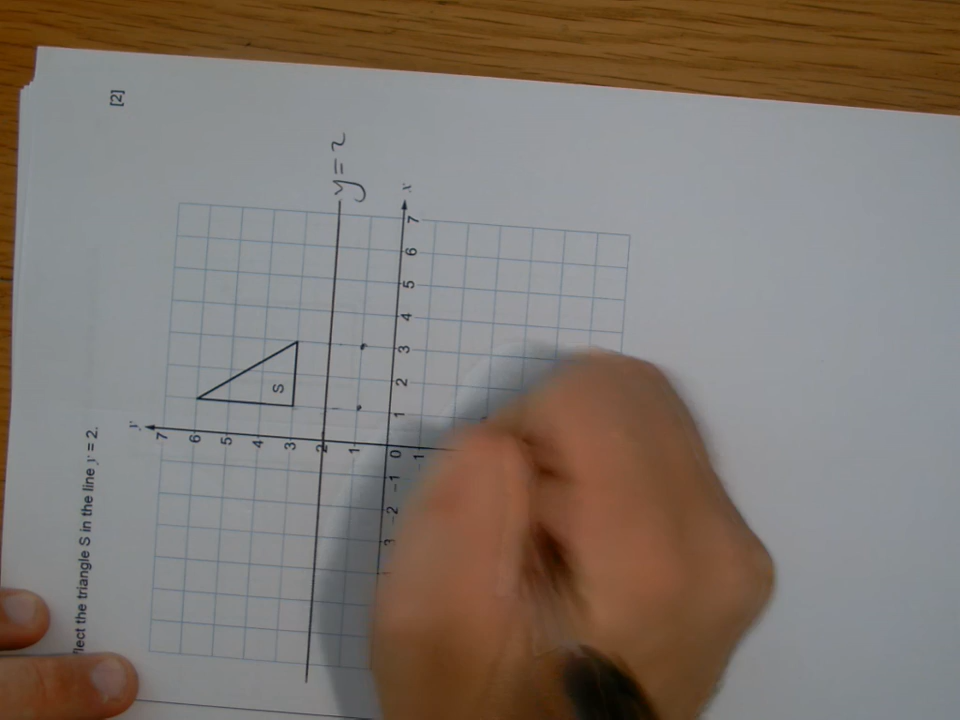 lect the triangle S in the line y = 2.
[2]
y
7
6
5
4
3
2
1
0
-1
S
y=2
3 -2 -1 1 2 3 4 5 6 7 x